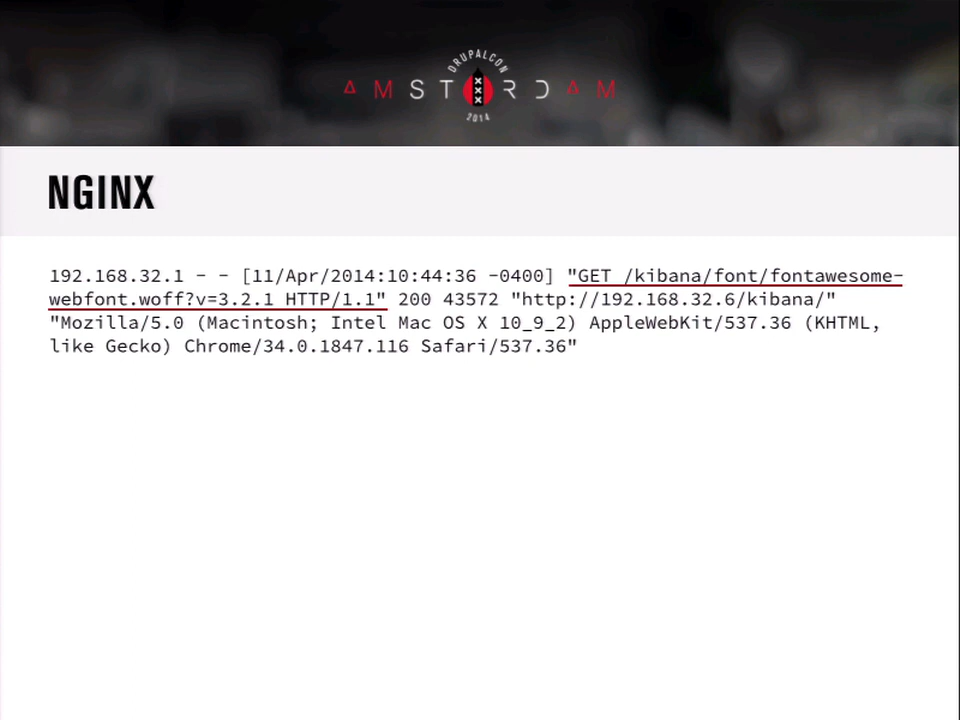 DRUPALCON
AMSTERDAM
2014
NGINX
192.168.32.1 - - [11/Apr/2014:10:44:36 -0400] "GET /kibana/font/fontawesome-
webfont.woff?v=3.2.1 HTTP/1.1" 200 43572 "http://192.168.32.6/kibana/"
"Mozilla/5.0 (Macintosh; Intel Mac OS X 10_9_2) AppleWebKit/537.36 (KHTML,
like Gecko) Chrome/34.0.1847.116 Safari/537.36"